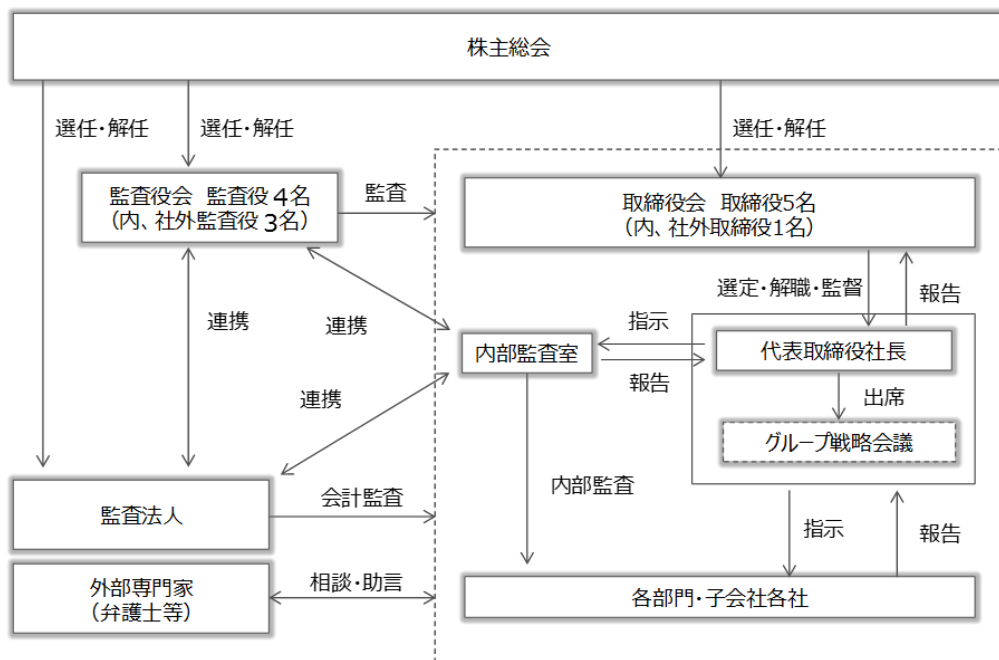 株主総会
選任・解任
選任・解任
選任・解任
監査役会　監査役４名
（内、社外監査役３名）
監査
取締役会　取締役5名
（内、社外取締役1名）
選定・解職・監督
報告
連携
連携
指示
内部監査室
代表取締役社長
報告
連携
出席
グループ戦略会議
監査法人
会計監査
内部監査
指示
報告
外部専門家
（弁護士等）
相談・助言
各部門・子会社各社